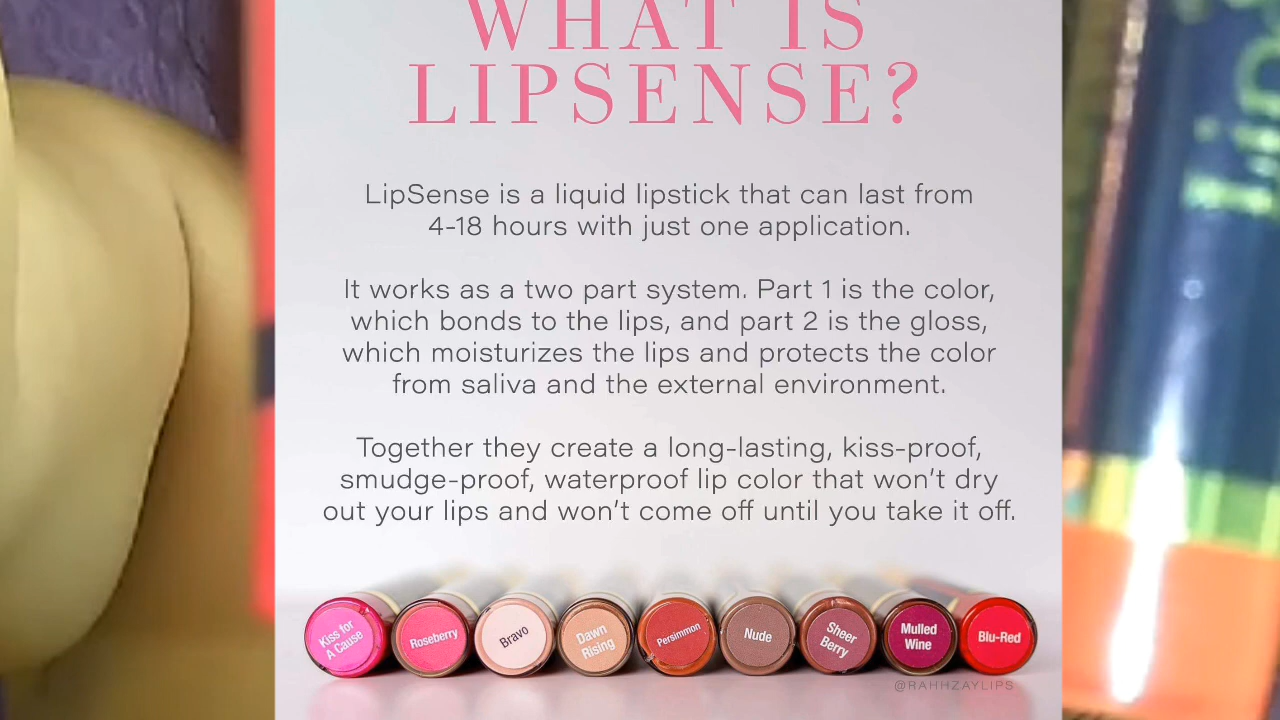 WHAT IS
LIPSENSE?
LipSense is a liquid lipstick that can last from
4-18 hours with just one application.
It works as a two part system. Part 1 is the color,
which bonds to the lips, and part 2 is the gloss,
which moisturizes the lips and protects the color
from saliva and the external environment.
Together they create a long-lasting, kiss-proof,
smudge-proof, waterproof lip color that won't dry
out your lips and won't come off until you take it off.
Kiss for
A Cause
Roseberry
Bravo
Dawn
Rising
Persimmon
Nude
Sheer
Berry
Mulled
Wine
Blu-Red
@RAHHZAYLIPS